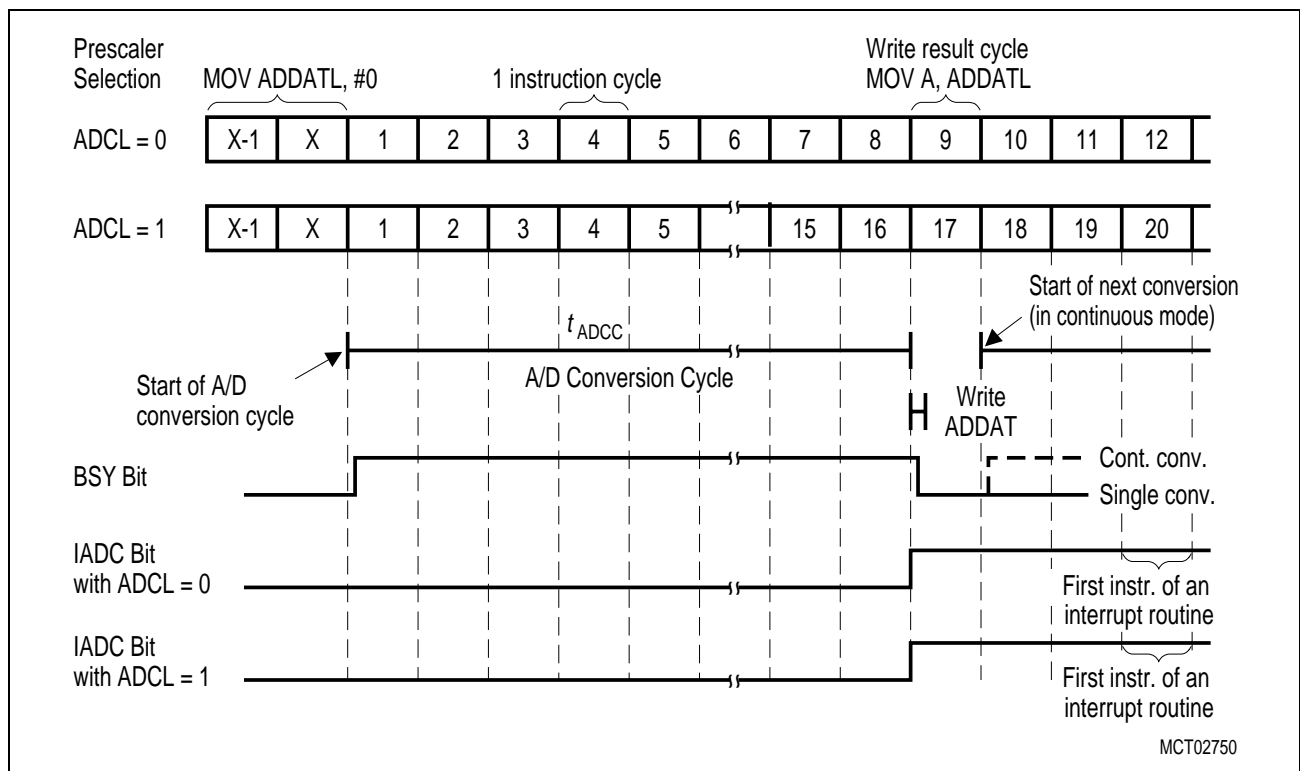 Prescaler
Selection
MOV ADDATL, #0
1 instruction cycle
Write result cycle
MOV A, ADDATL
ADCL = 0
X-1 X 1 2 3 4 5 6 7 8 9 10 11 12
ADCL = 1
X-1 X 1 2 3 4 5 15 16 17 18 19 20
Start of next conversion
(in continuous mode)
t ADCC
Start of A/D
conversion cycle
A/D Conversion Cycle
Write
ADDAT
BSY Bit
Cont. conv.
Single conv.
IADC Bit
with ADCL = 0
First instr. of an
interrupt routine
IADC Bit
with ADCL = 1
First instr. of an
interrupt routine
MCT02750